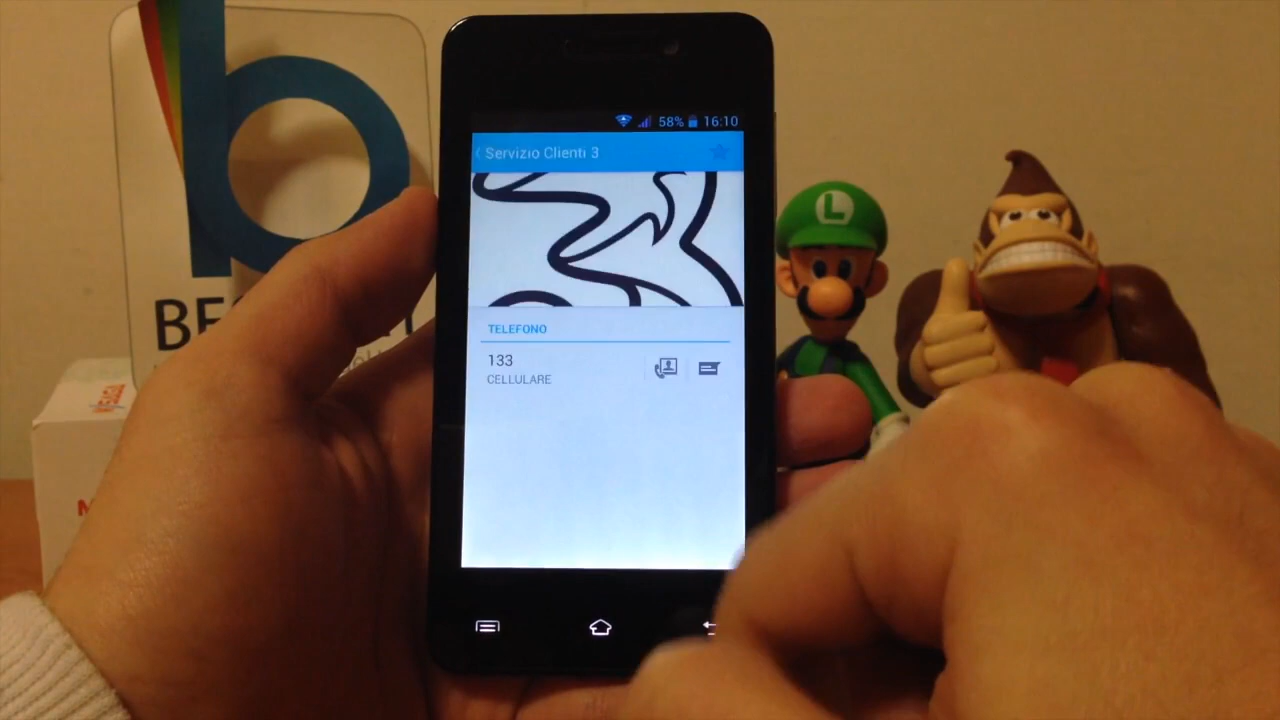 b
58% 16:10
Servizio Clienti 3
L
TELEFONO
133
CELLULARE